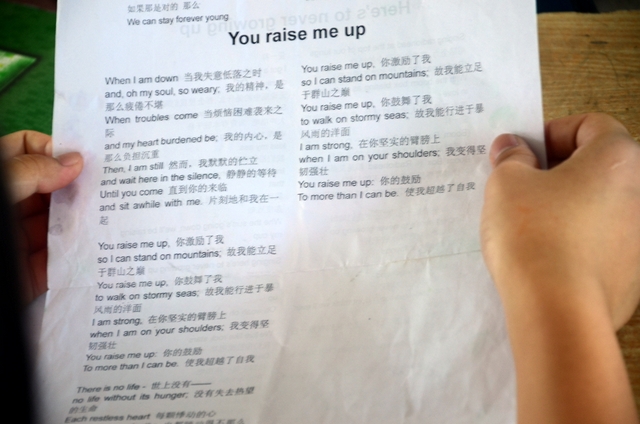 如果那是对的 那么
We can stay forever young
You raise me up
When I am down 当我失意低落之时
and, oh my soul, so weary; 我的精神，是
那么疲倦不堪
When troubles come 当烦恼困难袭来之
际
and my heart burdened be; 我的内心，是
那么负担沉重
Then, I am still 然而，我默默的伫立
and wait here in the silence, 静静的等待
Until you come 直到你的来临
and sit awhile with me. 片刻地和我在一
起
You raise me up, 你激励了我
so I can stand on mountains; 故我能立足
于群山之巅
You raise me up, 你鼓舞了我
to walk on stormy seas; 故我能行进于暴
风雨的洋面
I am strong, 在你坚实的臂膀上
when I am on your shoulders; 我变得坚
韧强壮
You raise me up: 你的鼓励
To more than I can be. 使我超越了自我
There is no life - 世上没有——
no life without its hunger; 没有失去热望
的生命
Each restless heart 每颗悸动的心
You raise me up, 你激励了我
so I can stand on mountains; 故我能立足
于群山之巅
You raise me up, 你鼓舞了我
to walk on stormy seas; 故我能行进于暴
风雨的洋面
I am strong, 在你坚实的臂膀上
when I am on your shoulders; 我变得坚
韧强壮
You raise me up: 你的鼓励
To more than I can be. 使我超越了自我